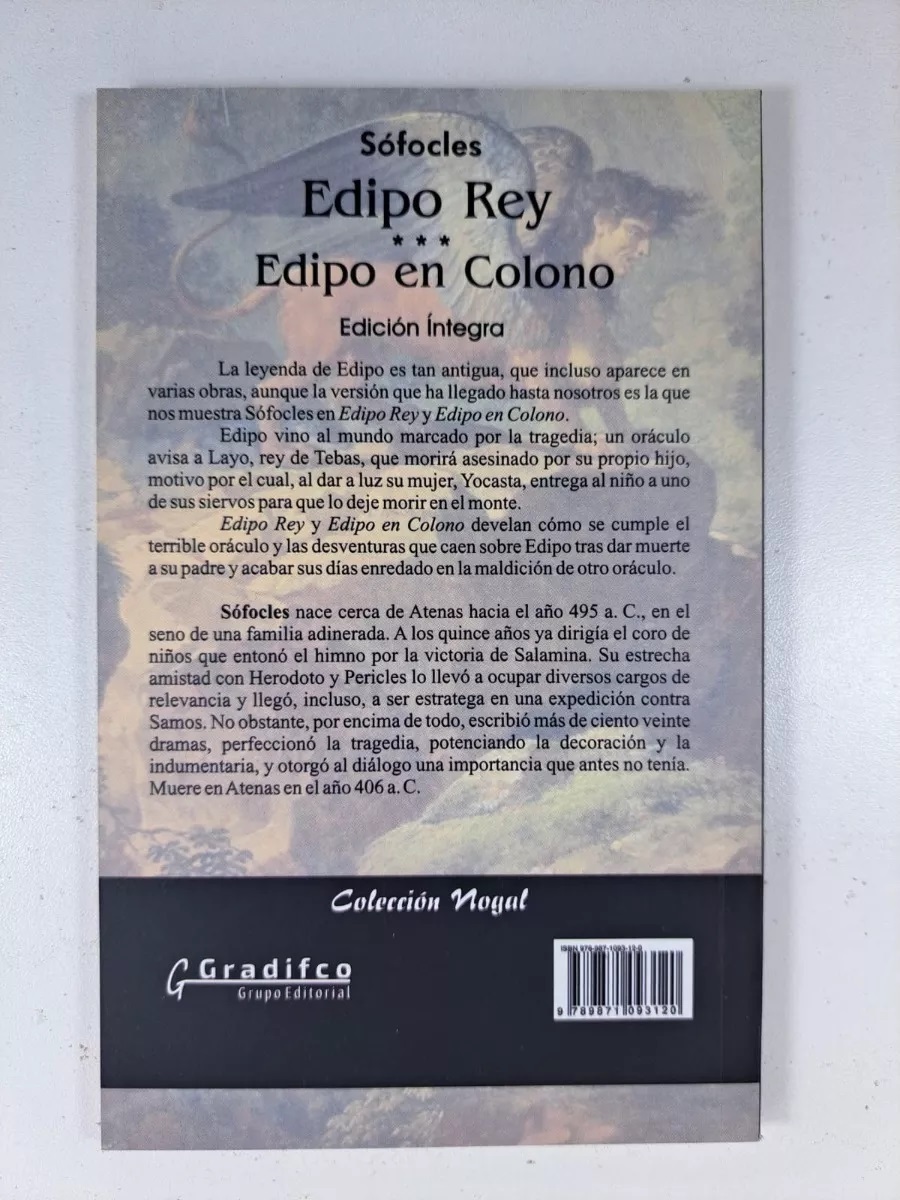 Sófocles
Edipo Rey
***
Edipo en Colono
Edición Íntegra
La leyenda de Edipo es tan antigua, que incluso aparece en
varias obras, aunque la versión que ha llegado hasta nosotros es la que
nos muestra Sófocles en Edipo Rey y Edipo en Colono.
Edipo vino al mundo marcado por la tragedia; un oráculo
avisa a Layo, rey de Tebas, que morirá asesinado por su propio hijo,
motivo por el cual, al dar a luz su mujer, Yocasta, entrega al niño a uno
de sus siervos para que lo deje morir en el monte.
Edipo Rey y Edipo en Colono develan cómo se cumple el
terrible oráculo y las desventuras que caen sobre Edipo tras dar muerte
a su padre y acabar sus días enredado en la maldición de otro oráculo.
Sófocles nace cerca de Atenas hacia el año 495 a. C., en el
seno de una familia adinerada. A los quince años ya dirigía el coro de
niños que entonó el himno por la victoria de Salamina. Su estrecha
amistad con Herodoto y Pericles lo llevó a ocupar diversos cargos de
relevancia y llegó, incluso, a ser estratega en una expedición contra
Samos. No obstante, por encima de todo, escribió más de ciento veinte
dramas, perfeccionó la tragedia, potenciando la decoración y la
indumentaria, y otorgó al diálogo una importancia que antes no tenía.
Muere en Atenas en el año 406 a. C.
Colección Nogal
G Gradifco
Grupo Editorial
ISBN 978-987-1093-12-0
9 789871 093120